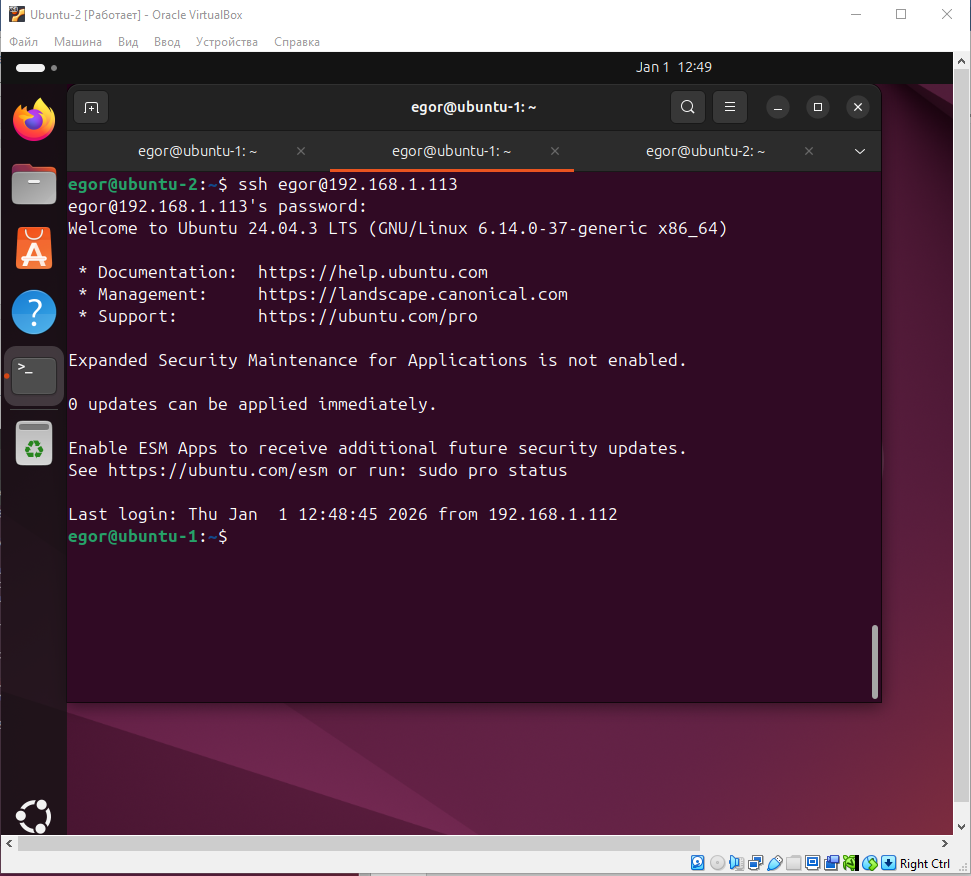 Ubuntu-2 [Работает] - Oracle VirtualBox
Файл Машина Вид Ввод Устройства Справка
Jan 1 12:49
egor@ubuntu-1: ~
egor@ubuntu-1: ~ egor@ubuntu-1: ~ egor@ubuntu-2: ~
egor@ubuntu-2:~$ ssh egor@192.168.1.113
egor@192.168.1.113's password:
Welcome to Ubuntu 24.04.3 LTS (GNU/Linux 6.14.0-37-generic x86_64)
* Documentation: https://help.ubuntu.com
* Management: https://landscape.canonical.com
* Support: https://ubuntu.com/pro
Expanded Security Maintenance for Applications is not enabled.
0 updates can be applied immediately.
Enable ESM Apps to receive additional future security updates.
See https://ubuntu.com/esm or run: sudo pro status
Last login: Thu Jan  1 12:48:45 2026 from 192.168.1.112
egor@ubuntu-1:~$
Right Ctrl